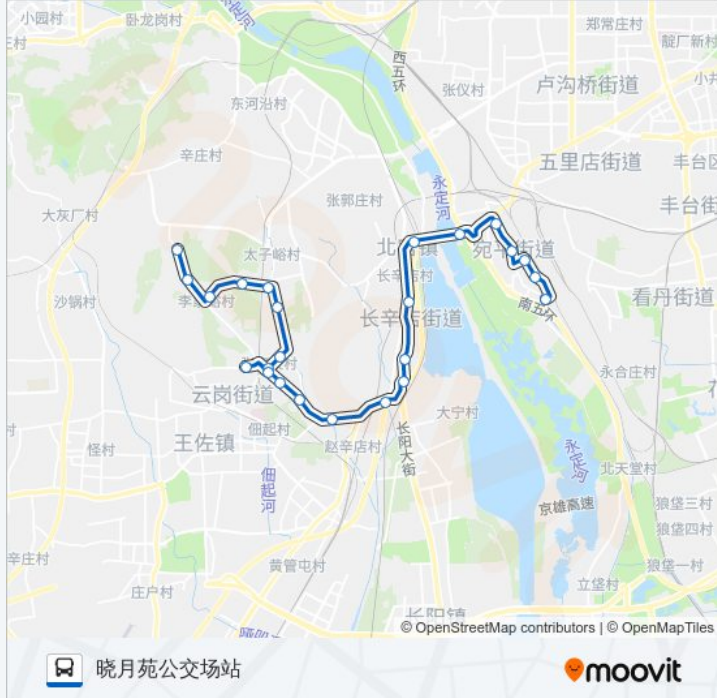 小园村
卧龙岗村
永定河
郑常庄村
靛厂新村
西五环
张仪村
卢沟桥街道
东河沿村
辛庄村
五里店街道
丰台区
永定河
张郭庄村
大灰厂村
丰台街
太子峪村
宛平街道
长辛店村
沙锅村
看丹街道
南五环
长辛店街道
永合庄村
云岗街道
大宁村
佃起村
王佐镇
怪村
赵辛店村
长阳大街
永定河
北天堂村
佃起河
京雄高速
狼垡三村
狼垡四村
辛庄村
黄管屯村
狼垡一村
庄户村
立垡村
长阳镇
© OpenStreetMap contributors | © OpenMapTiles
晓月苑公交场站
moovit